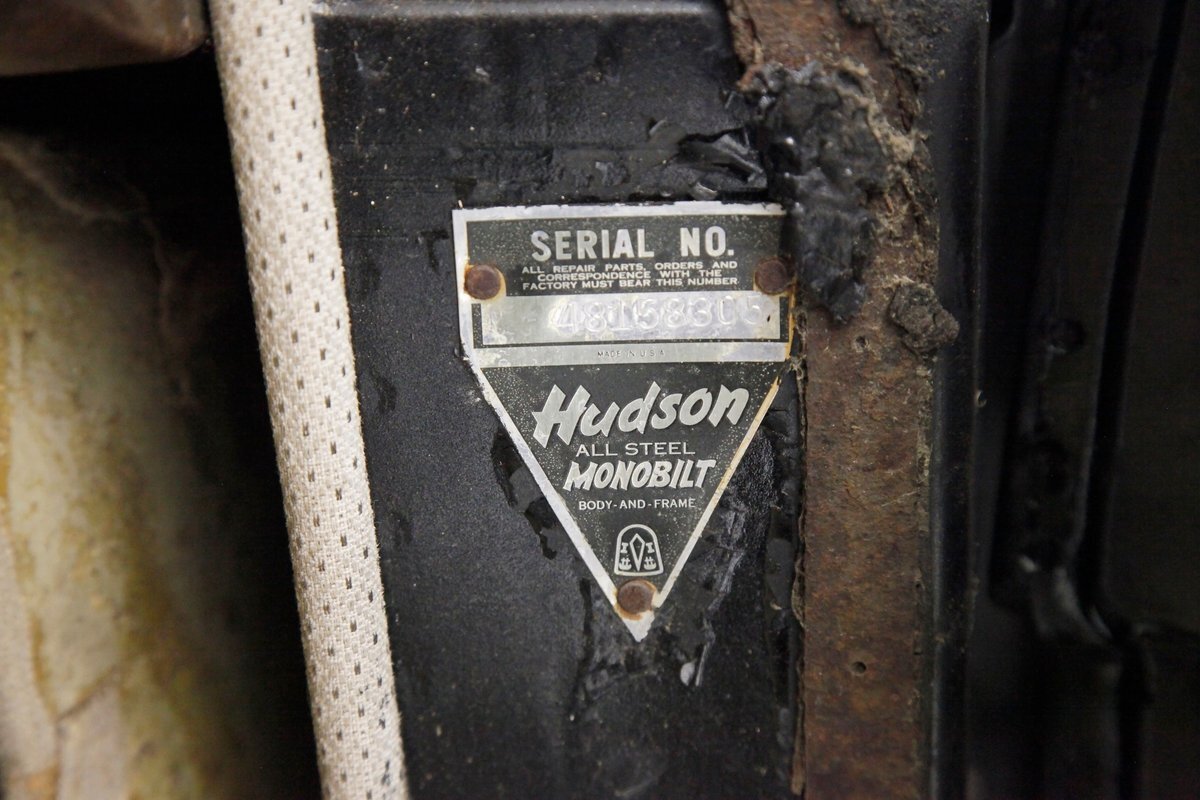 SERIAL NO.
ALL REPAIR PARTS, ORDERS AND
CORRESPONDENCE WITH THE
FACTORY MUST BEAR THIS NUMBER
48158305
MADE IN U.S.A.
Hudson
ALL STEEL
MONOBILT
BODY-AND-FRAME